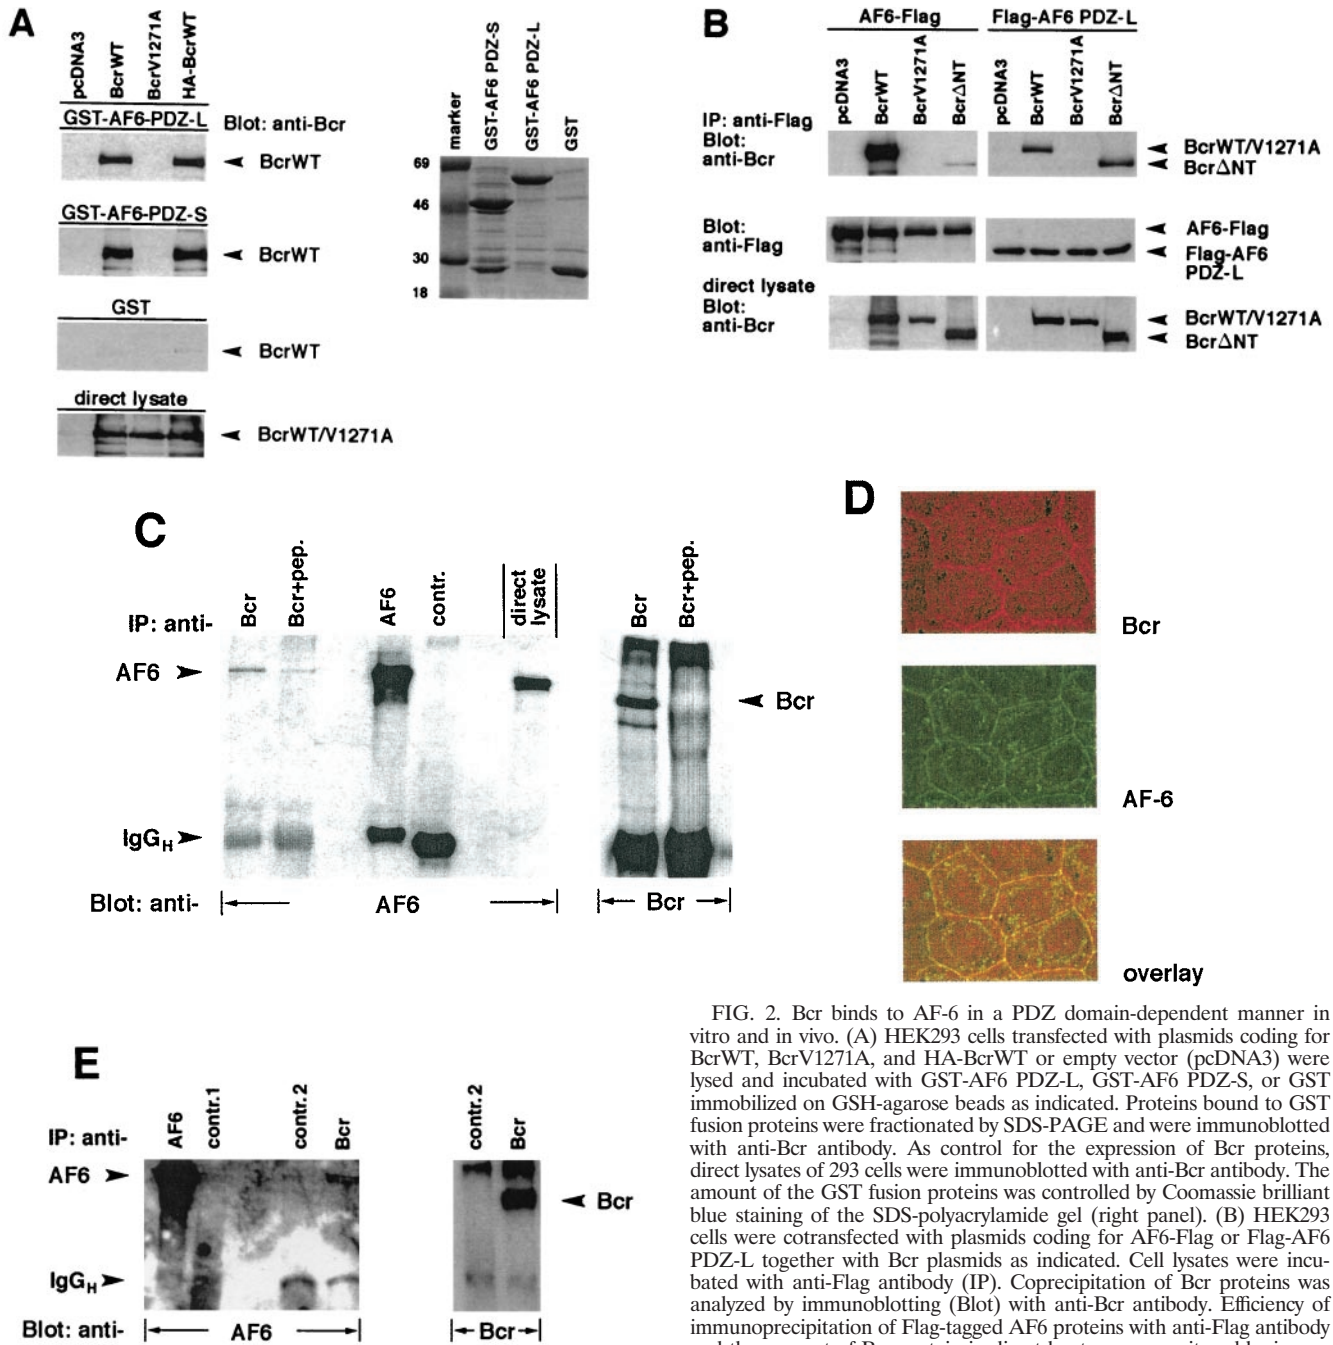 A
pcDNA3
BcrWT
BcrV1271A
HA-BcrWT
GST-AF6-PDZ-L
Blot: anti-Bcr
BcrWT
GST-AF6-PDZ-S
BcrWT
GST
BcrWT
direct lysate
BcrWT/V1271A
marker
GST-AF6 PDZ-S
GST-AF6 PDZ-L
GST
69
46
30
18
B
AF6-Flag
Flag-AF6 PDZ-L
pcDNA3
BcrWT
BcrV1271A
Bcr∆NT
pcDNA3
BcrWT
BcrV1271A
Bcr∆NT
IP: anti-Flag
Blot:
anti-Bcr
BcrWT/V1271A
Bcr∆NT
Blot:
anti-Flag
AF6-Flag
Flag-AF6
PDZ-L
direct lysate
Blot:
anti-Bcr
BcrWT/V1271A
Bcr∆NT
C
IP: anti-
Bcr
Bcr+pep.
AF6
contr.
direct
lysate
Bcr
Bcr+pep.
AF6
Bcr
IgGH
Blot: anti-
AF6
Bcr
D
Bcr
AF-6
overlay
E
IP: anti-
AF6
contr.1
contr.2
Bcr
contr.2
Bcr
AF6
Bcr
IgGH
Blot: anti-
AF6
Bcr
FIG. 2. Bcr binds to AF-6 in a PDZ domain-dependent manner in
vitro and in vivo. (A) HEK293 cells transfected with plasmids coding for
BcrWT, BcrV1271A, and HA-BcrWT or empty vector (pcDNA3) were
lysed and incubated with GST-AF6 PDZ-L, GST-AF6 PDZ-S, or GST
immobilized on GSH-agarose beads as indicated. Proteins bound to GST
fusion proteins were fractionated by SDS-PAGE and were immunoblotted
with anti-Bcr antibody. As control for the expression of Bcr proteins,
direct lysates of 293 cells were immunoblotted with anti-Bcr antibody. The
amount of the GST fusion proteins was controlled by Coomassie brilliant
blue staining of the SDS-polyacrylamide gel (right panel). (B) HEK293
cells were cotransfected with plasmids coding for AF6-Flag or Flag-AF6
PDZ-L together with Bcr plasmids as indicated. Cell lysates were incu-
bated with anti-Flag antibody (IP). Coprecipitation of Bcr proteins was
analyzed by immunoblotting (Blot) with anti-Bcr antibody. Efficiency of
immunoprecipitation of Flag-tagged AF6 proteins with anti-Flag antibody